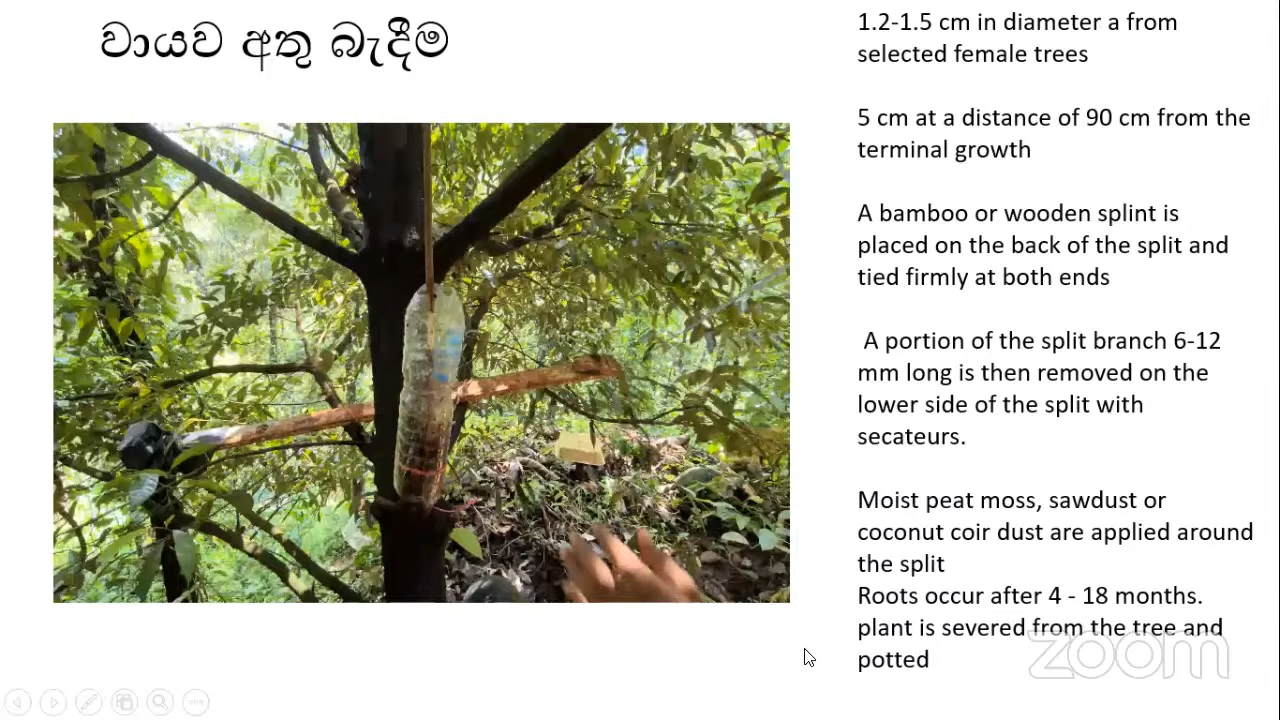 වායව අතු බැඳීම
1.2-1.5 cm in diameter a from
selected female trees
5 cm at a distance of 90 cm from the
terminal growth
A bamboo or wooden splint is
placed on the back of the split and
tied firmly at both ends
A portion of the split branch 6-12
mm long is then removed on the
lower side of the split with
secateurs.
Moist peat moss, sawdust or
coconut coir dust are applied around
the split
Roots occur after 4 - 18 months.
plant is severed from the tree and
potted
zoom